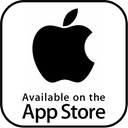 Available on the
App Store